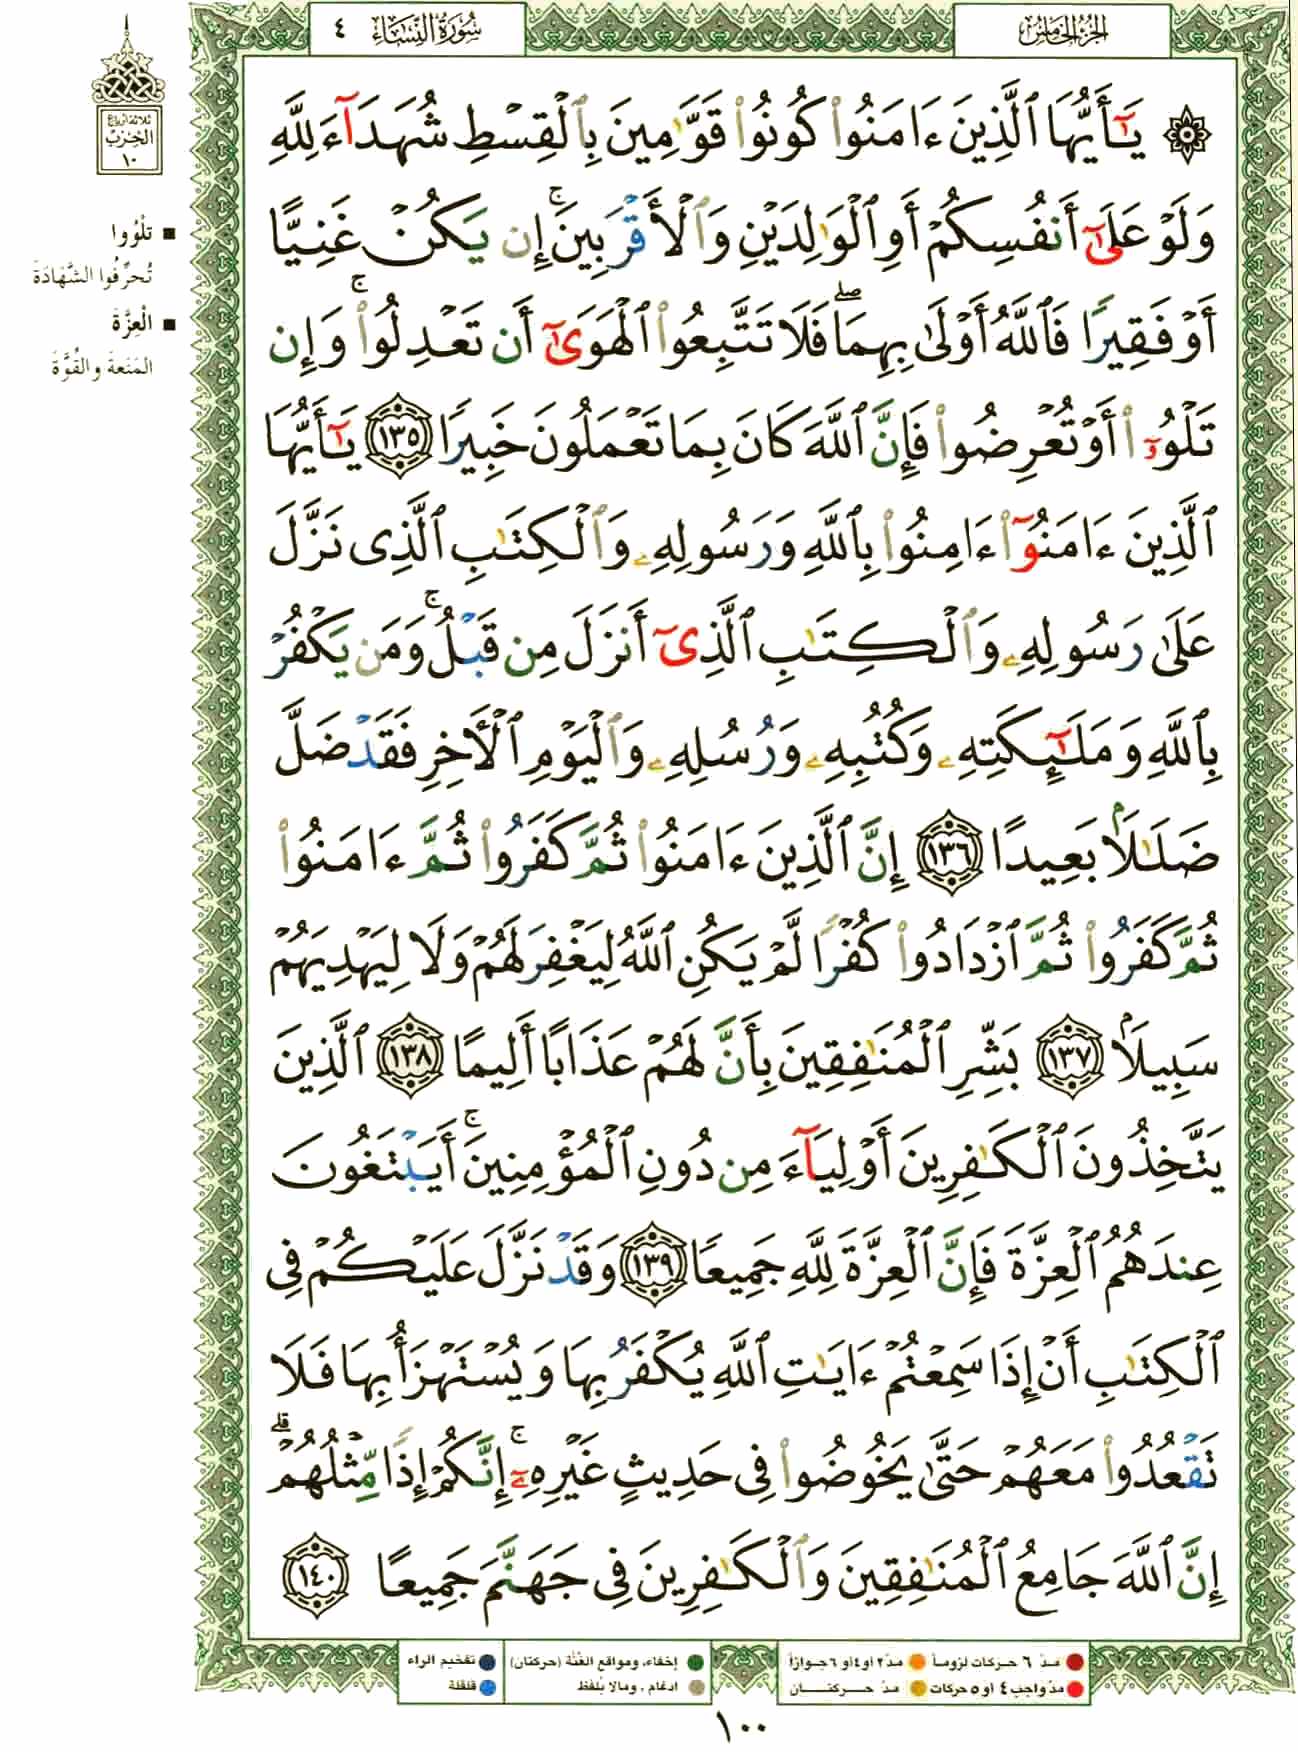 الجزء الخامس
سُورَةُ النِّسَاءِ ٤
ثلاثة أرباع
الحزب
١٠
۞ يَٰٓأَيُّهَا ٱلَّذِينَ ءَامَنُوا۟ كُونُوا۟ قَوَّٰمِينَ بِٱلْقِسْطِ شُهَدَآءَ لِلَّهِ
وَلَوْ عَلَىٰٓ أَنفُسِكُمْ أَوِ ٱلْوَٰلِدَيْنِ وَٱلْأَقْرَبِينَ ۚ إِن يَكُنْ غَنِيًّا
أَوْ فَقِيرًا فَٱللَّهُ أَوْلَىٰ بِهِمَا ۖ فَلَا تَتَّبِعُوا۟ ٱلْهَوَىٰٓ أَن تَعْدِلُوا۟ ۚ وَإِن
تَلْوُۥٓا۟ أَوْ تُعْرِضُوا۟ فَإِنَّ ٱللَّهَ كَانَ بِمَا تَعْمَلُونَ خَبِيرًا ١٣٥ يَٰٓأَيُّهَا
ٱلَّذِينَ ءَامَنُوٓا۟ ءَامِنُوا۟ بِٱللَّهِ وَرَسُولِهِۦ وَٱلْكِتَٰبِ ٱلَّذِى نَزَّلَ
عَلَىٰ رَسُولِهِۦ وَٱلْكِتَٰبِ ٱلَّذِىٓ أَنزَلَ مِن قَبْلُ ۚ وَمَن يَكْفُرْ
بِٱللَّهِ وَمَلَٰٓئِكَتِهِۦ وَكُتُبِهِۦ وَرُسُلِهِۦ وَٱلْيَوْمِ ٱلْءَاخِرِ فَقَدْ ضَلَّ
ضَلَٰلًۢا بَعِيدًا ١٣٦ إِنَّ ٱلَّذِينَ ءَامَنُوا۟ ثُمَّ كَفَرُوا۟ ثُمَّ ءَامَنُوا۟
ثُمَّ كَفَرُوا۟ ثُمَّ ٱزْدَادُوا۟ كُفْرًا لَّمْ يَكُنِ ٱللَّهُ لِيَغْفِرَ لَهُمْ وَلَا لِيَهْدِيَهُمْ
سَبِيلًۢا ١٣٧ بَشِّرِ ٱلْمُنَٰفِقِينَ بِأَنَّ لَهُمْ عَذَابًا أَلِيمًا ١٣٨ ٱلَّذِينَ
يَتَّخِذُونَ ٱلْكَٰفِرِينَ أَوْلِيَآءَ مِن دُونِ ٱلْمُؤْمِنِينَ ۚ أَيَبْتَغُونَ
عِندَهُمُ ٱلْعِزَّةَ فَإِنَّ ٱلْعِزَّةَ لِلَّهِ جَمِيعًا ١٣٩ وَقَدْ نَزَّلَ عَلَيْكُمْ فِى
ٱلْكِتَٰبِ أَنْ إِذَا سَمِعْتُمْ ءَايَٰتِ ٱللَّهِ يُكْفَرُ بِهَا وَيُسْتَهْزَأُ بِهَا فَلَا
تَقْعُدُوا۟ مَعَهُمْ حَتَّىٰ يَخُوضُوا۟ فِى حَدِيثٍ غَيْرِهِۦٓ ۚ إِنَّكُمْ إِذًا مِّثْلُهُمْ ۗ
إِنَّ ٱللَّهَ جَامِعُ ٱلْمُنَٰفِقِينَ وَٱلْكَٰفِرِينَ فِى جَهَنَّمَ جَمِيعًا ١٤٠
■ تلْوُوا
تُحرِّفُوا الشَّهَادَةَ
■ الْعِزَّةَ
المَنَعةَ والقُوَّةَ
مدّ ٦ حركات لزوماً
مدّ ٢ أو ٤ أو ٦ جوازاً
مدّ واجب ٤ أو ٥ حركات
مدّ حركتان
إخفاء، ومواقع الغُنَّة (حركتان)
إدغام، وما لا يُلفَظ
تفخيم الراء
قلقلة
١٠٠